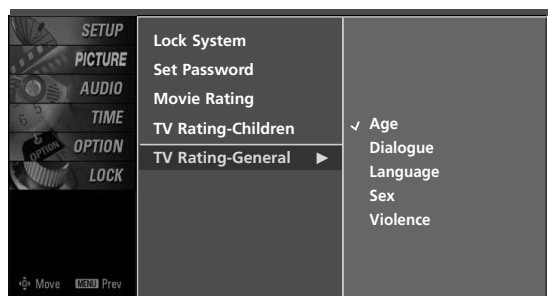 SETUP
PICTURE
AUDIO
TIME
OPTION
LOCK
Move MENU Prev
Lock System
Set Password
Movie Rating
TV Rating-Children
TV Rating-General ▶
✓ Age
Dialogue
Language
Sex
Violence